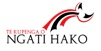 TE KUPENGA O
NGATI HAKO